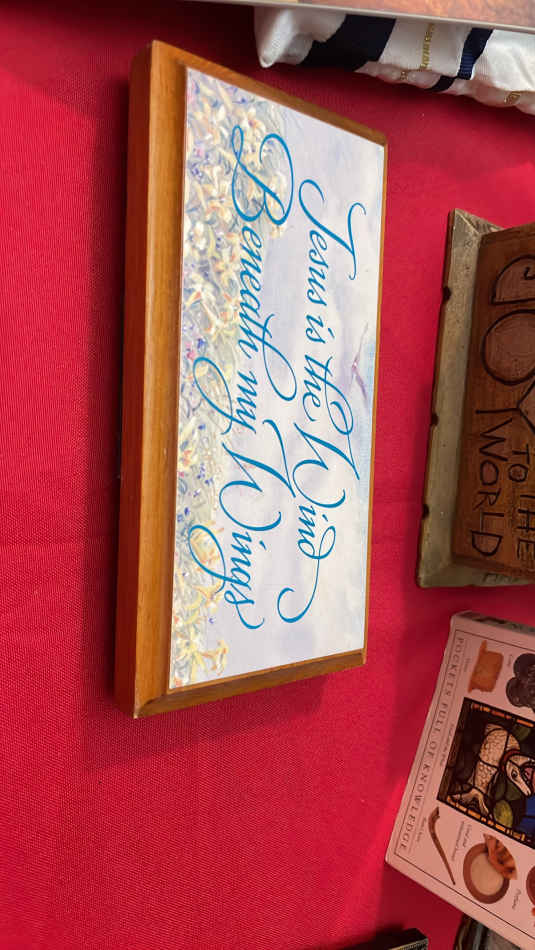 Jesus is the Wind
Beneath my Wings
JOY
TO THE
WORLD
POCKETS FULL OF KNOWLEDGE